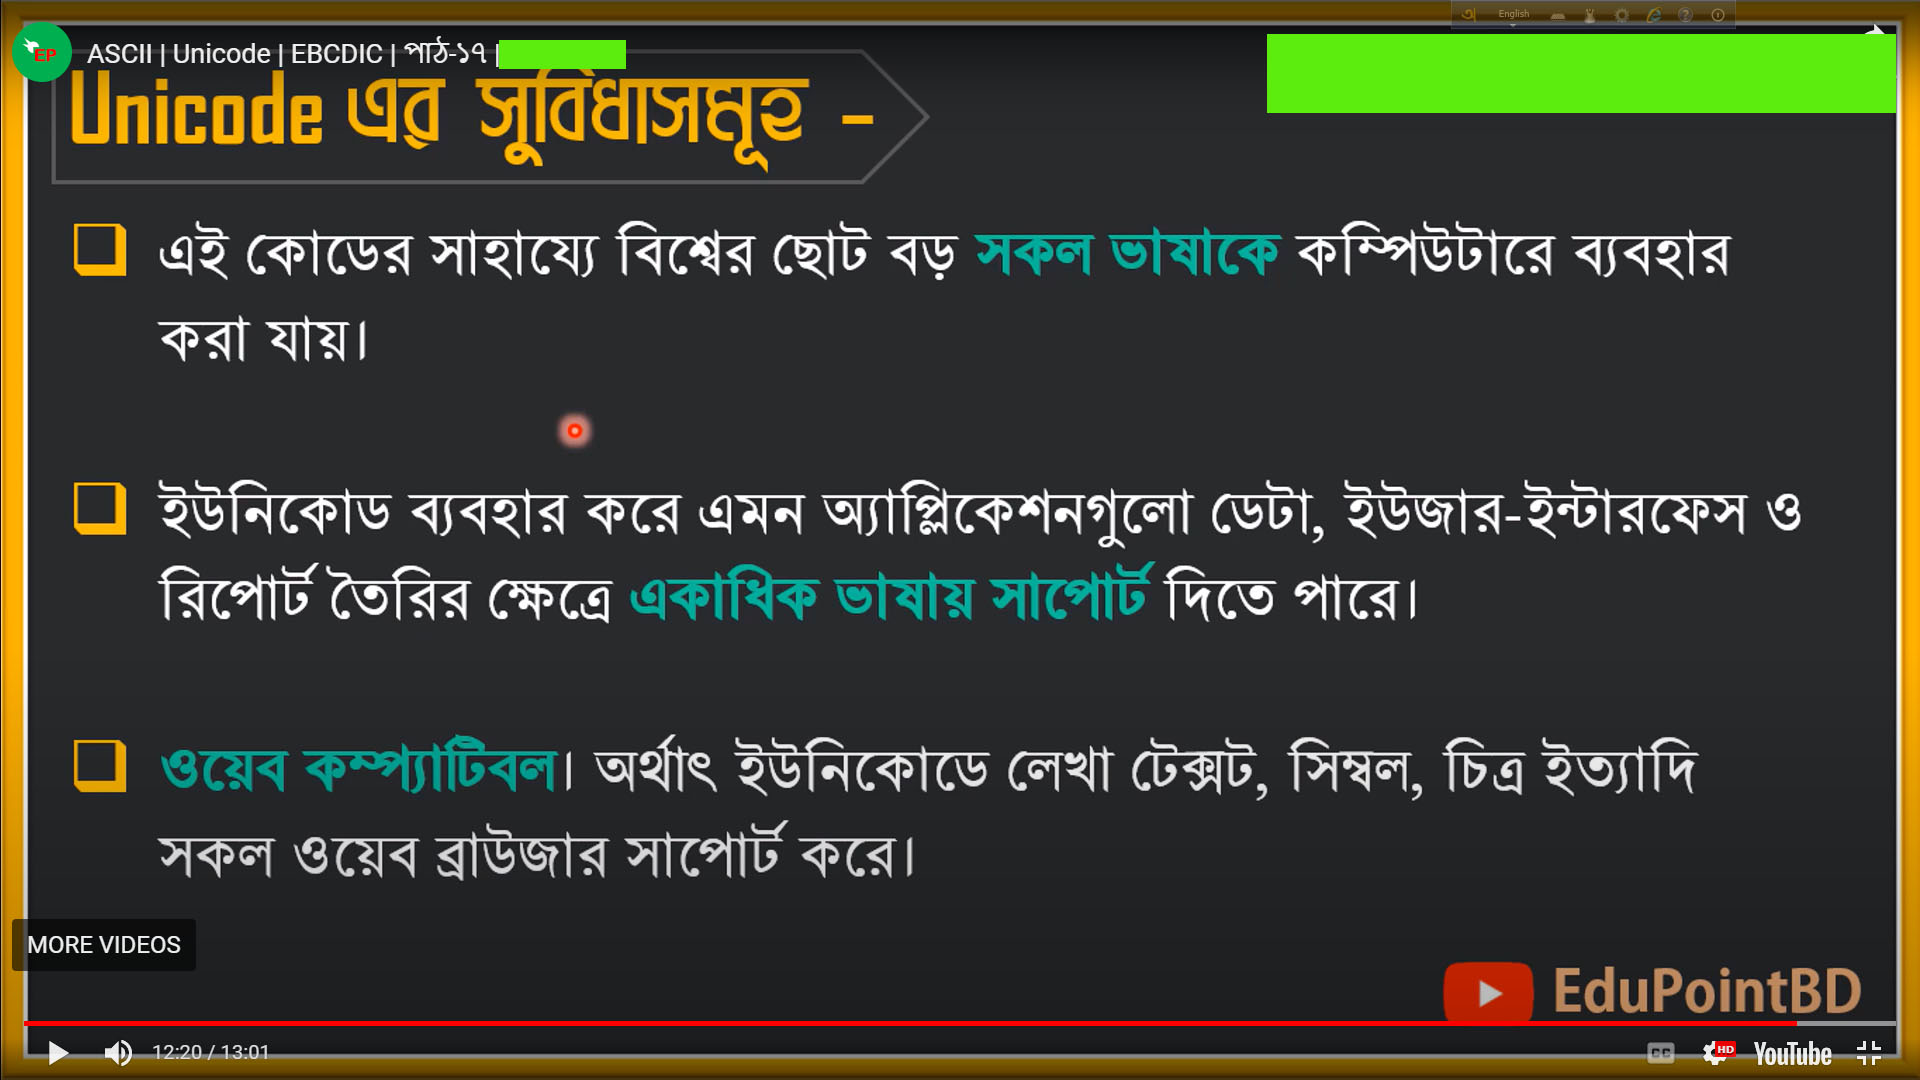 English
EP
ASCII | Unicode | EBCDIC | পাঠ-১৭ |
Unicode এর সুবিধাসমূহ -
এই কোডের সাহায্যে বিশ্বের ছোট বড় সকল ভাষাকে কম্পিউটারে ব্যবহার
করা যায়।
ইউনিকোড ব্যবহার করে এমন অ্যাপ্লিকেশনগুলো ডেটা, ইউজার-ইন্টারফেস ও
রিপোর্ট তৈরির ক্ষেত্রে একাধিক ভাষায় সাপোর্ট দিতে পারে।
ওয়েব কম্প্যাটিবল। অর্থাৎ ইউনিকোডে লেখা টেক্সট, সিম্বল, চিত্র ইত্যাদি
সকল ওয়েব ব্রাউজার সাপোর্ট করে।
MORE VIDEOS
EduPointBD
12:20 / 13:01
CC
HD
YouTube